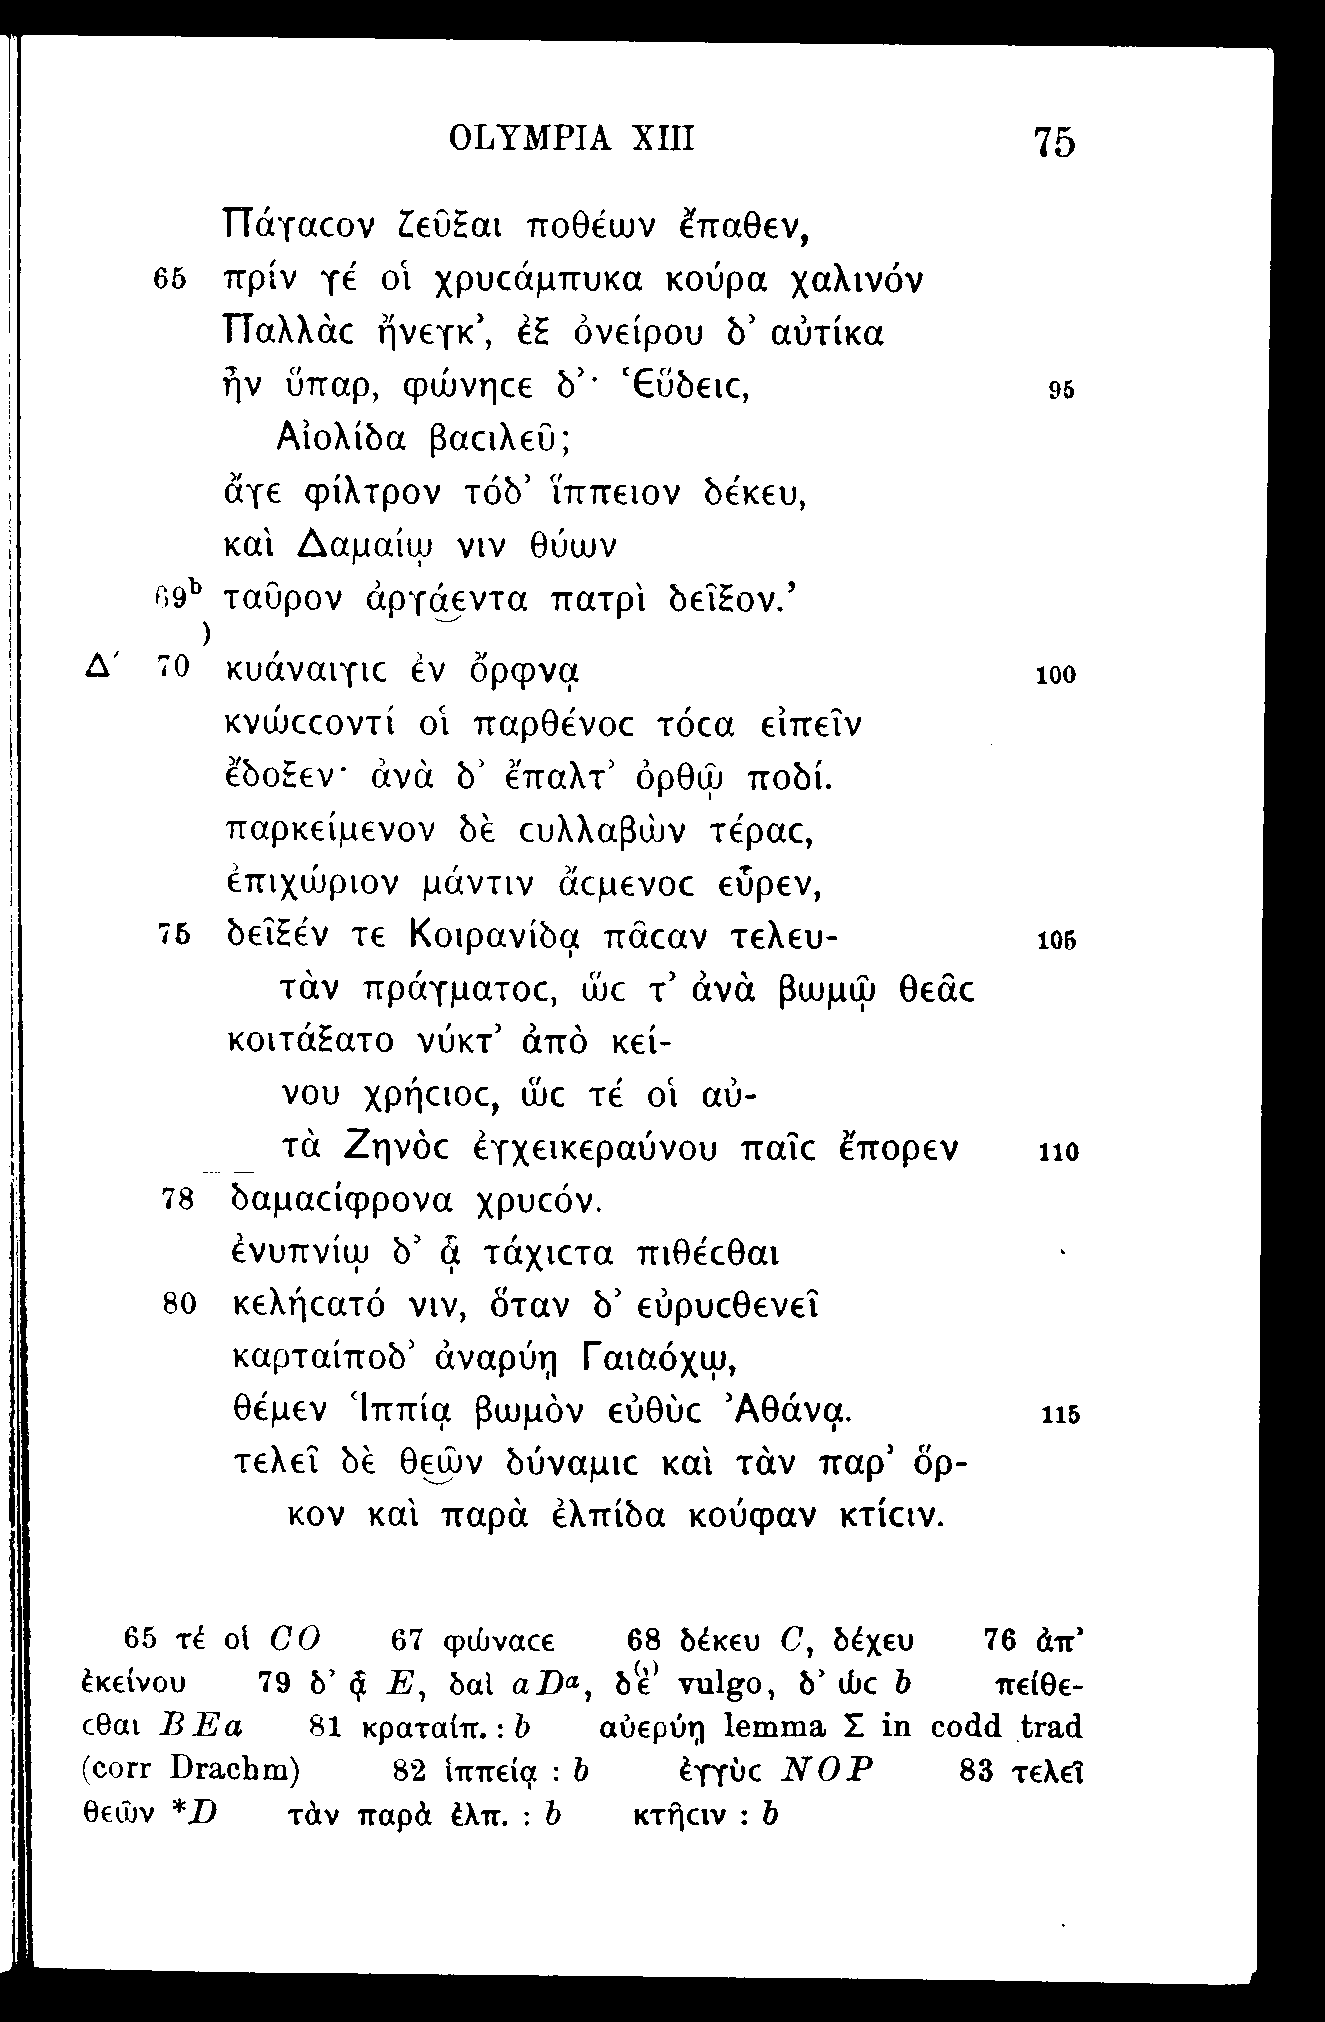 OLYMPIA XIII 75
Πάγαϲον ζεῦξαι ποθέων ἔπαθεν,
65 πρίν γέ οἱ χρυϲάμπυκα κούρα χαλινόν
Παλλὰϲ ἤνεγκ’, ἐξ ὀνείρου δ’ αὐτίκα
ἦν ὕπαρ, φώνηϲε δ’· ‘Εὕδειϲ, 95
Αἰολίδα βαϲιλεῦ;
ἄγε φίλτρον τόδ’ ἵππειον δέκευ,
καὶ Δαμαίῳ νιν θύων
69ᵇ ταῦρον ἀργάεντα πατρὶ δεῖξον.’
)
Δ′ 70 κυάναιγιϲ ἐν ὄρφνᾳ 100
κνώϲϲοντί οἱ παρθένοϲ τόϲα εἰπεῖν
ἔδοξεν· ἀνὰ δ’ ἔπαλτ’ ὀρθῷ ποδί.
παρκείμενον δὲ ϲυλλαβὼν τέραϲ,
ἐπιχώριον μάντιν ἄϲμενοϲ εὗρεν,
75 δεῖξέν τε Κοιρανίδᾳ πᾶϲαν τελευ- 105
τὰν πράγματοϲ, ὥϲ τ’ ἀνὰ βωμῷ θεᾶϲ
κοιτάξατο νύκτ’ ἀπὸ κεί-
νου χρήϲιοϲ, ὥϲ τέ οἱ αὐ-
τὰ Ζηνὸϲ ἐγχεικεραύνου παῖϲ ἔπορεν 110
78 δαμαϲίφρονα χρυϲόν.
ἐνυπνίῳ δ’ ᾇ τάχιϲτα πιθέϲθαι
80 κελήϲατό νιν, ὅταν δ’ εὐρυϲθενεῖ
καρταίποδ’ ἀναρύῃ Γαιαόχῳ,
θέμεν Ἱππίᾳ βωμὸν εὐθὺϲ Ἀθάνᾳ. 115
τελεῖ δὲ θεῶν δύναμιϲ καὶ τὰν παρ’ ὅρ-
κον καὶ παρὰ ἐλπίδα κούφαν κτίϲιν.
65 τέ οἱ CO 67 φώναϲε 68 δέκευ C, δέχευ 76 ἀπ’
ἐκείνου 79 δ’ ᾇ E, δαὶ aDᵃ, δε⁽ʼ⁾ vulgo, δ’ ὡϲ b πείθε-
ϲθαι BEa 81 κραταίπ. : b αὐερύῃ lemma Σ in codd trad
(corr Drachm) 82 ἱππείᾳ : b ἐγγὺϲ NOP 83 τελεῖ
θεῶν *D τὰν παρὰ ἐλπ. : b κτῆϲιν : b